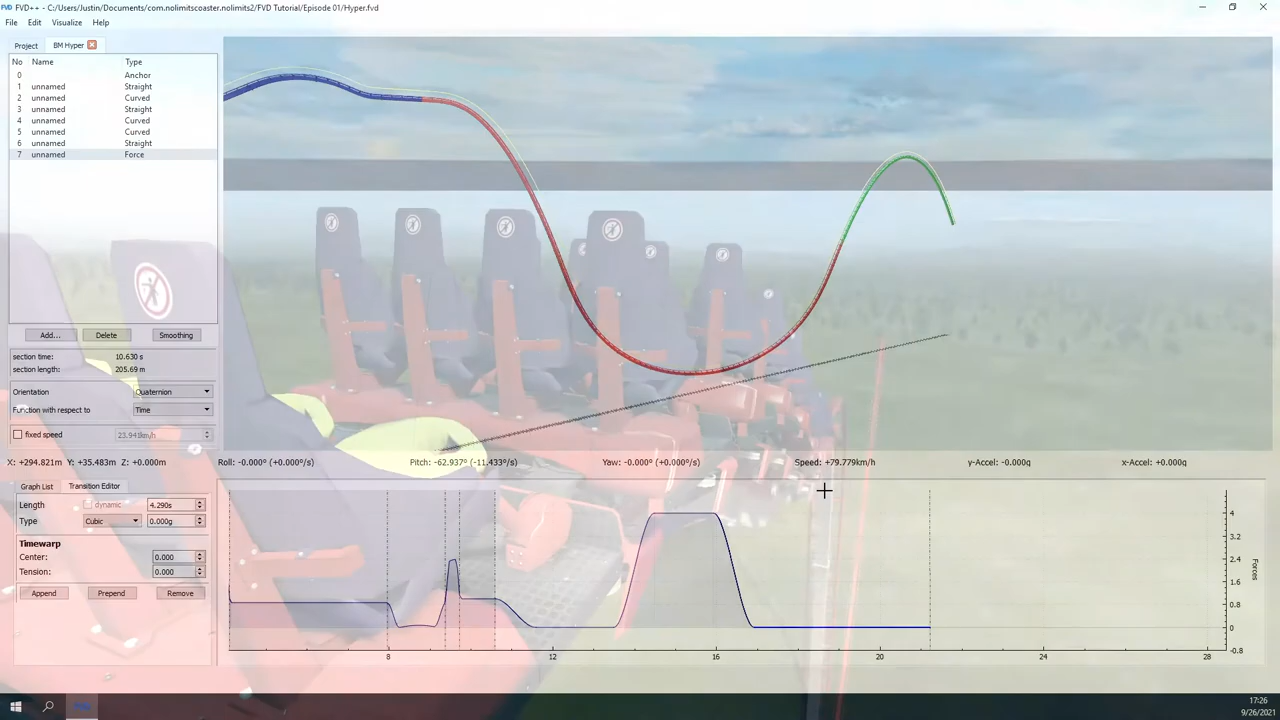 FVD++ - C:/Users/Justin/Documents/com.nolimitscoaster.nolimits2/FVD Tutorial/Episode 01/Hyper.fvd
File Edit Visualize Help
Project BM Hyper
No Name Type
0 Anchor
1 unnamed Straight
2 unnamed Curved
3 unnamed Straight
4 unnamed Curved
5 unnamed Curved
6 unnamed Straight
7 unnamed Force
Add... Delete Smoothing
section time: 10.630 s
section length: 205.69 m
Orientation Quaternion
Function with respect to Time
fixed speed 23.941km/h
X: +294.821m Y: +35.483m Z: +0.000m Roll: -0.000° (+0.000°/s) Pitch: -62.937° (-11.433°/s) Yaw: -0.000° (+0.000°/s) Speed: +79.779km/h y-Accel: -0.000g x-Accel: +0.000g
Graph List Transition Editor
Length dynamic 4.290s
Type Cubic 0.000g
Timewarp
Center: 0.000
Tension: 0.000
Append Prepend Remove
4
3.2
2.4
1.6
0.8
0
-0.8
Forces
8 12 16 20 24 28
17:26
9/26/2021